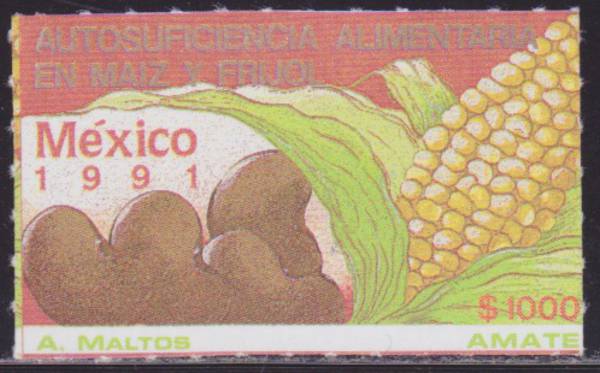 AUTOSUFICIENCIA ALIMENTARIA
EN MAIZ Y FRIJOL
México
1991
$1000
A. MALTOS AMATE